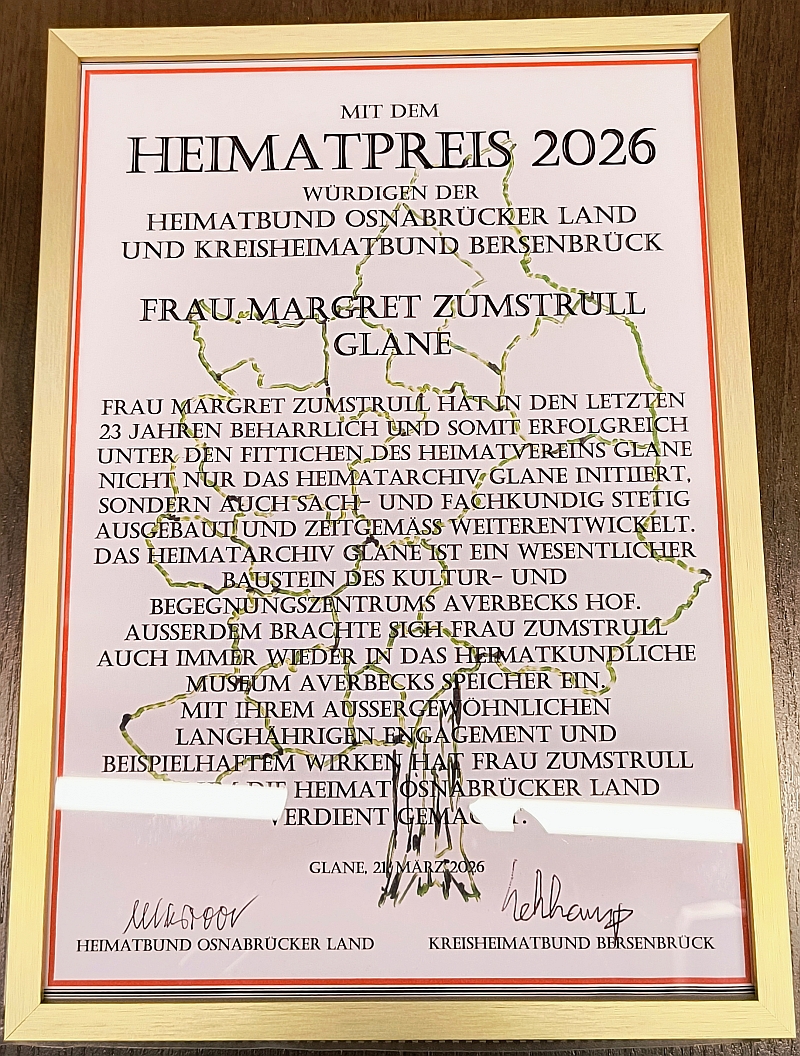 MIT DEM
HEIMATPREIS 2026
WÜRDIGEN DER
HEIMATBUND OSNABRÜCKER LAND
UND KREISHEIMATBUND BERSENBRÜCK
FRAU MARGRET ZUMSTRULL
GLANE
FRAU MARGRET ZUMSTRULL HAT IN DEN LETZTEN
23 JAHREN BEHARRLICH UND SOMIT ERFOLGREICH
UNTER DEN FITTICHEN DES HEIMATVEREINS GLANE
NICHT NUR DAS HEIMATARCHIV GLANE INITIIERT,
SONDERN AUCH SACH- UND FACHKUNDIG STETIG
AUSGEBAUT UND ZEITGEMÄSS WEITERENTWICKELT.
DAS HEIMATARCHIV GLANE IST EIN WESENTLICHER
BAUSTEIN DES KULTUR- UND
BEGEGNUNGSZENTRUMS AVERBECKS HOF.
AUSSERDEM BRACHTE SICH FRAU ZUMSTRULL
AUCH IMMER WIEDER IN DAS HEIMATKUNDLICHE
MUSEUM AVERBECKS SPEICHER EIN.
MIT IHREM AUSSERGEWÖHNLICHEN
LANGHÄHRIGEN ENGAGEMENT UND
BEISPIELHAFTEM WIRKEN HAT FRAU ZUMSTRULL
DIE HEIMAT OSNABRÜCKER LAND
VERDIENT GEMACHT.
GLANE, 21. MÄRZ 2026
HEIMATBUND OSNABRÜCKER LAND
KREISHEIMATBUND BERSENBRÜCK